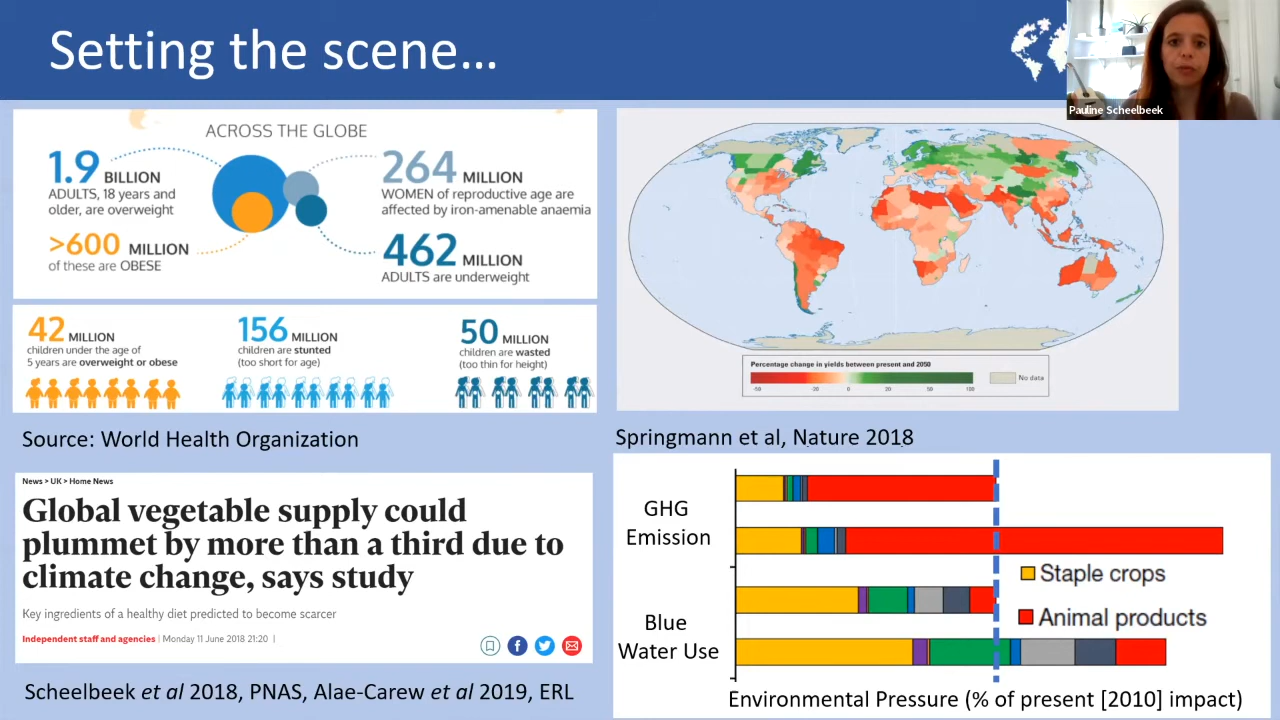 Setting the scene…
Pauline Scheelbeek
ACROSS THE GLOBE
1.9 BILLION
ADULTS, 18 years and
older, are overweight
>600 MILLION
of these are OBESE
264 MILLION
WOMEN of reproductive age are
affected by iron-amenable anaemia
462 MILLION
ADULTS are underweight
42 MILLION
children under the age of
5 years are overweight or obese
156 MILLION
children are stunted
(too short for age)
50 MILLION
children are wasted
(too thin for height)
Source: World Health Organization
Percentage change in yields between present and 2050
-50 -20 0 20 50 100
No data
Springmann et al, Nature 2018
News > UK > Home News
Global vegetable supply could
plummet by more than a third due to
climate change, says study
Key ingredients of a healthy diet predicted to become scarcer
Independent staff and agencies | Monday 11 June 2018 21:20 |
Scheelbeek et al 2018, PNAS, Alae-Carew et al 2019, ERL
GHG
Emission
Staple crops
Animal products
Blue
Water Use
Environmental Pressure (% of present [2010] impact)